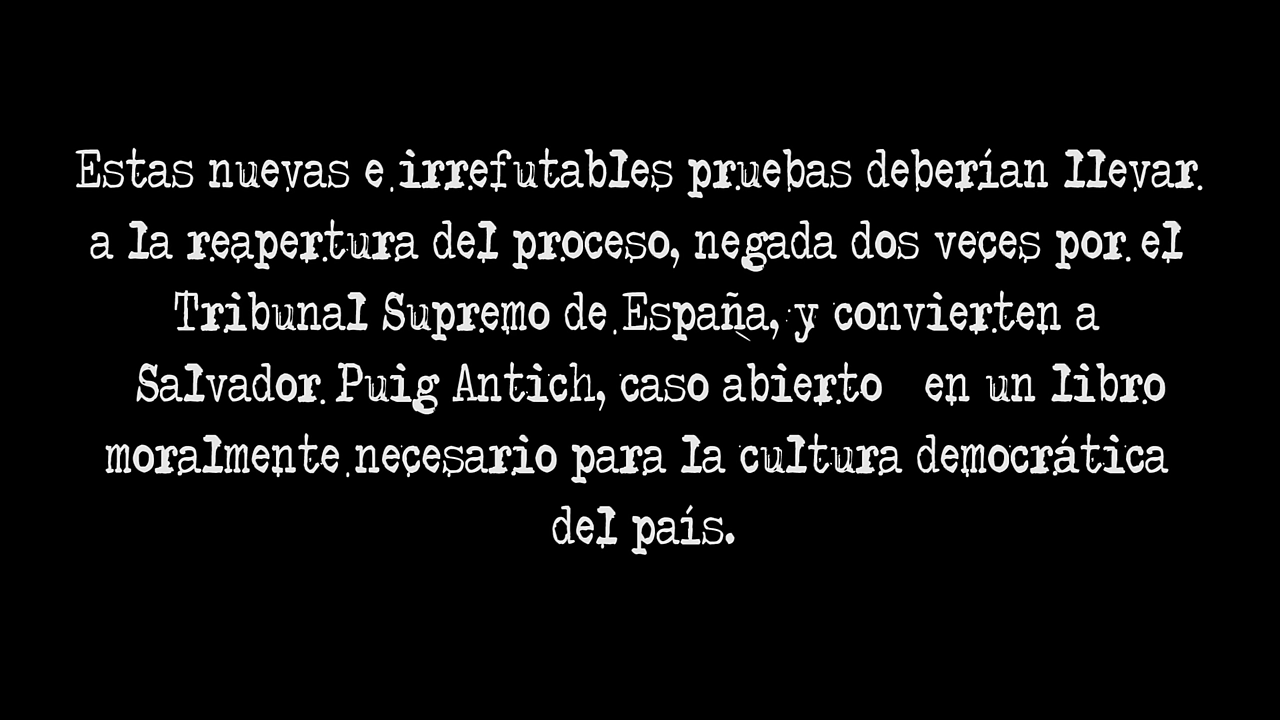 Estas nuevas e irrefutables pruebas deberían llevar
a la reapertura del proceso, negada dos veces por el
Tribunal Supremo de España, y convierten a
Salvador Puig Antich, caso abierto en un libro
moralmente necesario para la cultura democrática
del país.